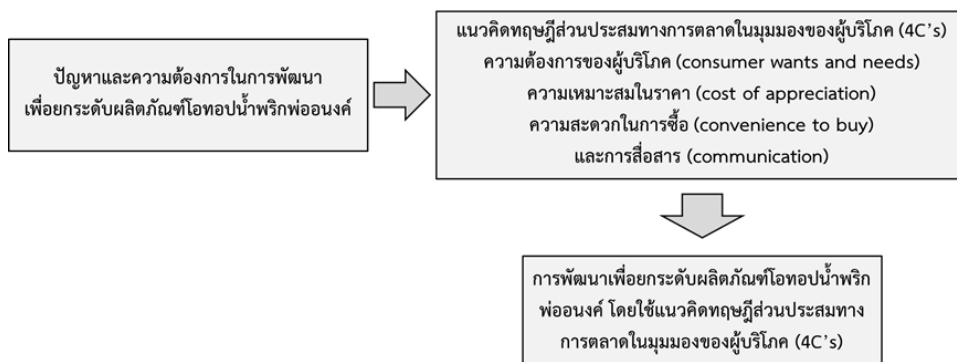 ปัญหาและความต้องการในการพัฒนา
เพื่อยกระดับผลิตภัณฑ์โอทอปน้ำพริกพ่ออนงค์
แนวคิดทฤษฎีส่วนประสมทางการตลาดในมุมมองของผู้บริโภค (4C's)
ความต้องการของผู้บริโภค (consumer wants and needs)
ความเหมาะสมในราคา (cost of appreciation)
ความสะดวกในการซื้อ (convenience to buy)
และการสื่อสาร (communication)
การพัฒนาเพื่อยกระดับผลิตภัณฑ์โอทอปน้ำพริก
พ่ออนงค์ โดยใช้แนวคิดทฤษฎีส่วนประสมทาง
การตลาดในมุมมองของผู้บริโภค (4C's)